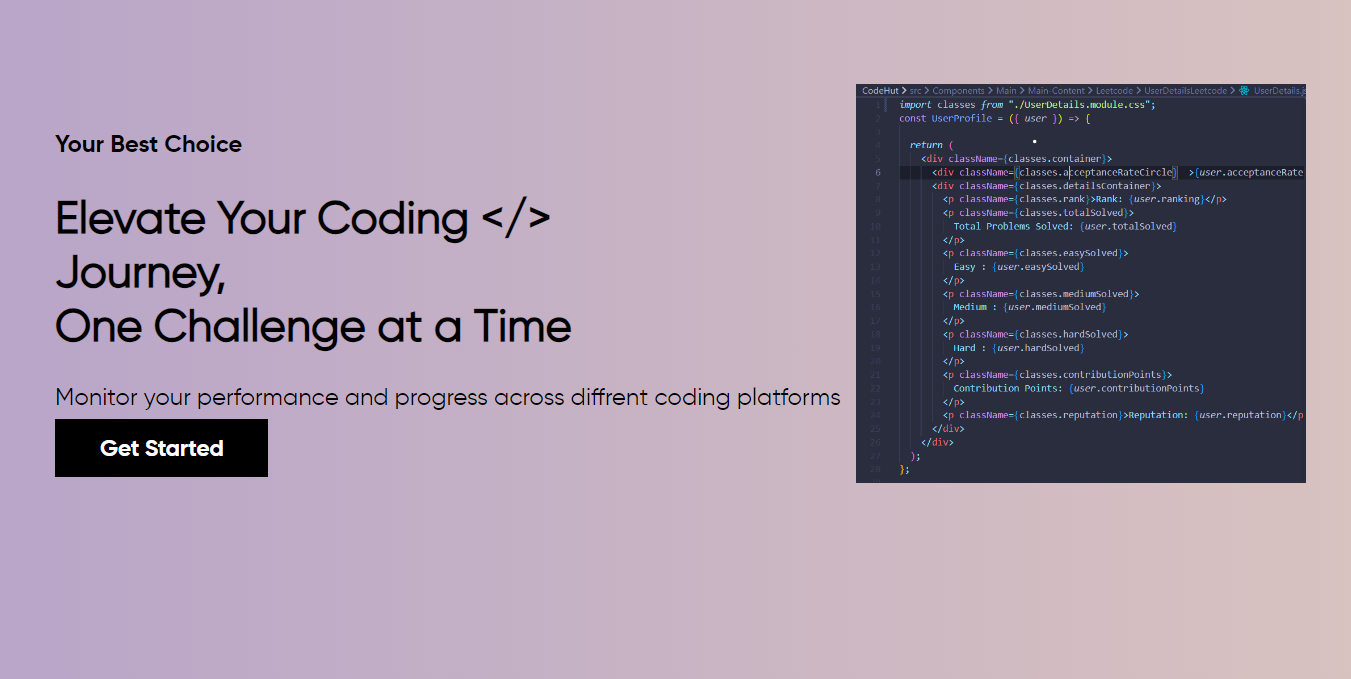 Your Best Choice
Elevate Your Coding </>
Journey,
One Challenge at a Time
Monitor your performance and progress across diffrent coding platforms
Get Started
CodeHut > src > Components > Main > Main-Content > Leetcode > UserDetailsLeetcode > UserDetails.js
1 import classes from "./UserDetails.module.css";
2 const UserProfile = ({ user }) => {
3
4 return (
5 <div className={classes.container}>
6 <div className={classes.acceptanceRateCircle} >{user.acceptanceRate
7 <div className={classes.detailsContainer}>
8 <p className={classes.rank}>Rank: {user.ranking}</p>
9 <p className={classes.totalSolved}>
10 Total Problems Solved: {user.totalSolved}
11 </p>
12 <p className={classes.easySolved}>
13 Easy : {user.easySolved}
14 </p>
15 <p className={classes.mediumSolved}>
16 Medium : {user.mediumSolved}
17 </p>
18 <p className={classes.hardSolved}>
19 Hard : {user.hardSolved}
20 </p>
21 <p className={classes.contributionPoints}>
22 Contribution Points: {user.contributionPoints}
23 </p>
24 <p className={classes.reputation}>Reputation: {user.reputation}</p
25 </div>
26 </div>
27 );
28 };